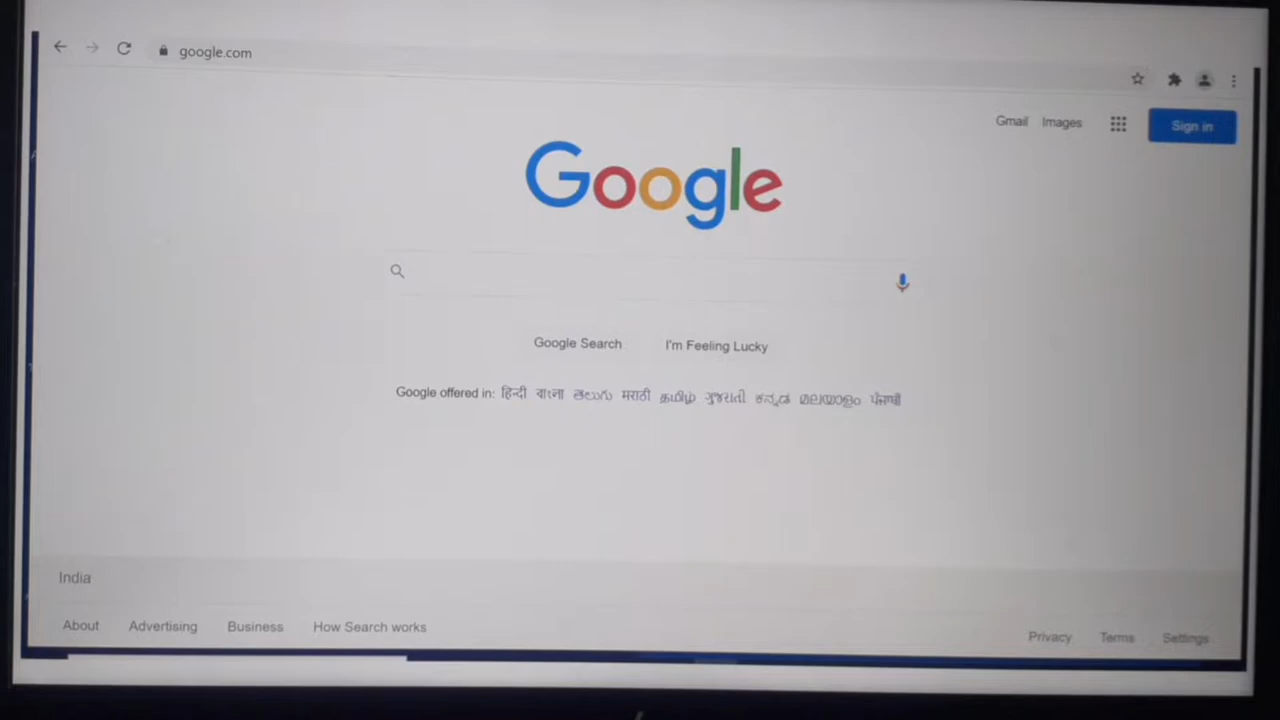 google.com
Gmail Images Sign in
Google
Google Search I'm Feeling Lucky
Google offered in: हिन्दी বাংলা తెలుగు मराठी தமிழ் ગુજરાતી ಕನ್ನಡ മലയാളം ਪੰਜਾਬੀ
India
About Advertising Business How Search works Privacy Terms Settings